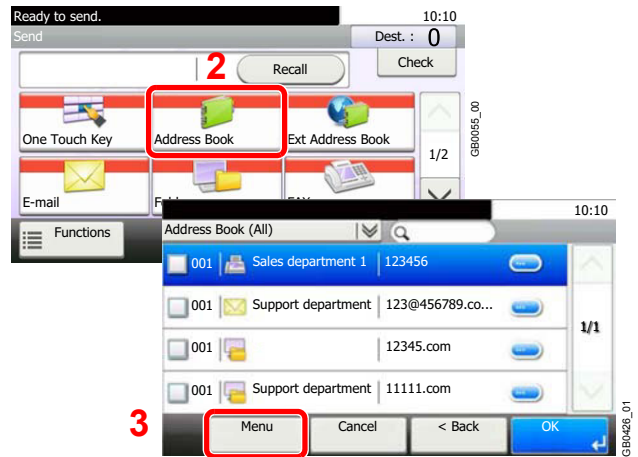 Ready to send.
10:10
Send
Dest. : 0
2
Recall
Check
One Touch Key
Address Book
Ext Address Book
1/2
GB0055_00
E-mail
Functions
10:10
Address Book (All)
001 Sales department 1 123456
001 Support department 123@456789.co...
1/1
001 12345.com
001 Support department 11111.com
3
Menu
Cancel
< Back
OK
GB0426_01